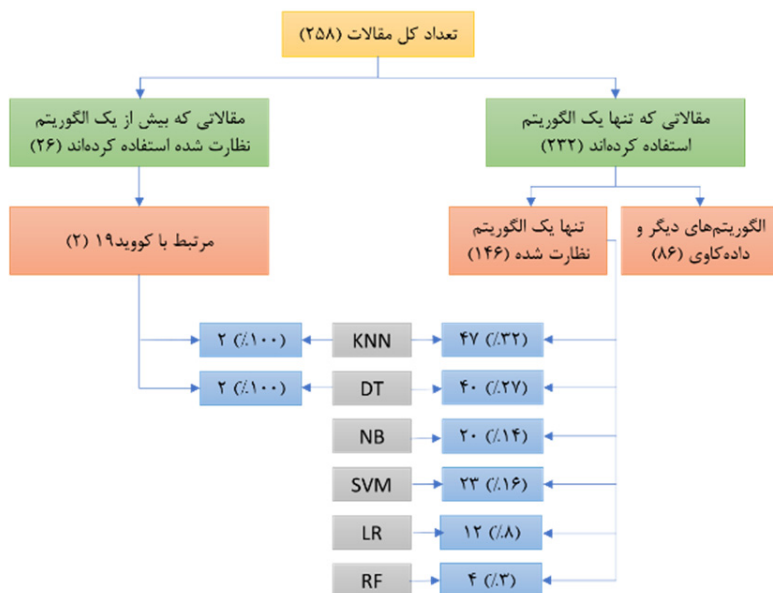 تعداد کل مقالات (۲۵۸)
مقالاتی که تنها یک الگوریتم
استفاده کرده‌اند (۲۳۲)
مقالاتی که بیش از یک الگوریتم
نظارت شده استفاده کرده‌اند (۲۶)
الگوریتم‌های دیگر و
داده‌کاوی (۸۶)
تنها یک الگوریتم
نظارت شده (۱۴۶)
مرتبط با کووید۱۹ (۲)
۴۷ (٪۳۲)
KNN
۲ (٪۱۰۰)
۴۰ (٪۲۷)
DT
۲ (٪۱۰۰)
۲۰ (٪۱۴)
NB
۲۳ (٪۱۶)
SVM
۱۲ (٪۸)
LR
۴ (٪۳)
RF